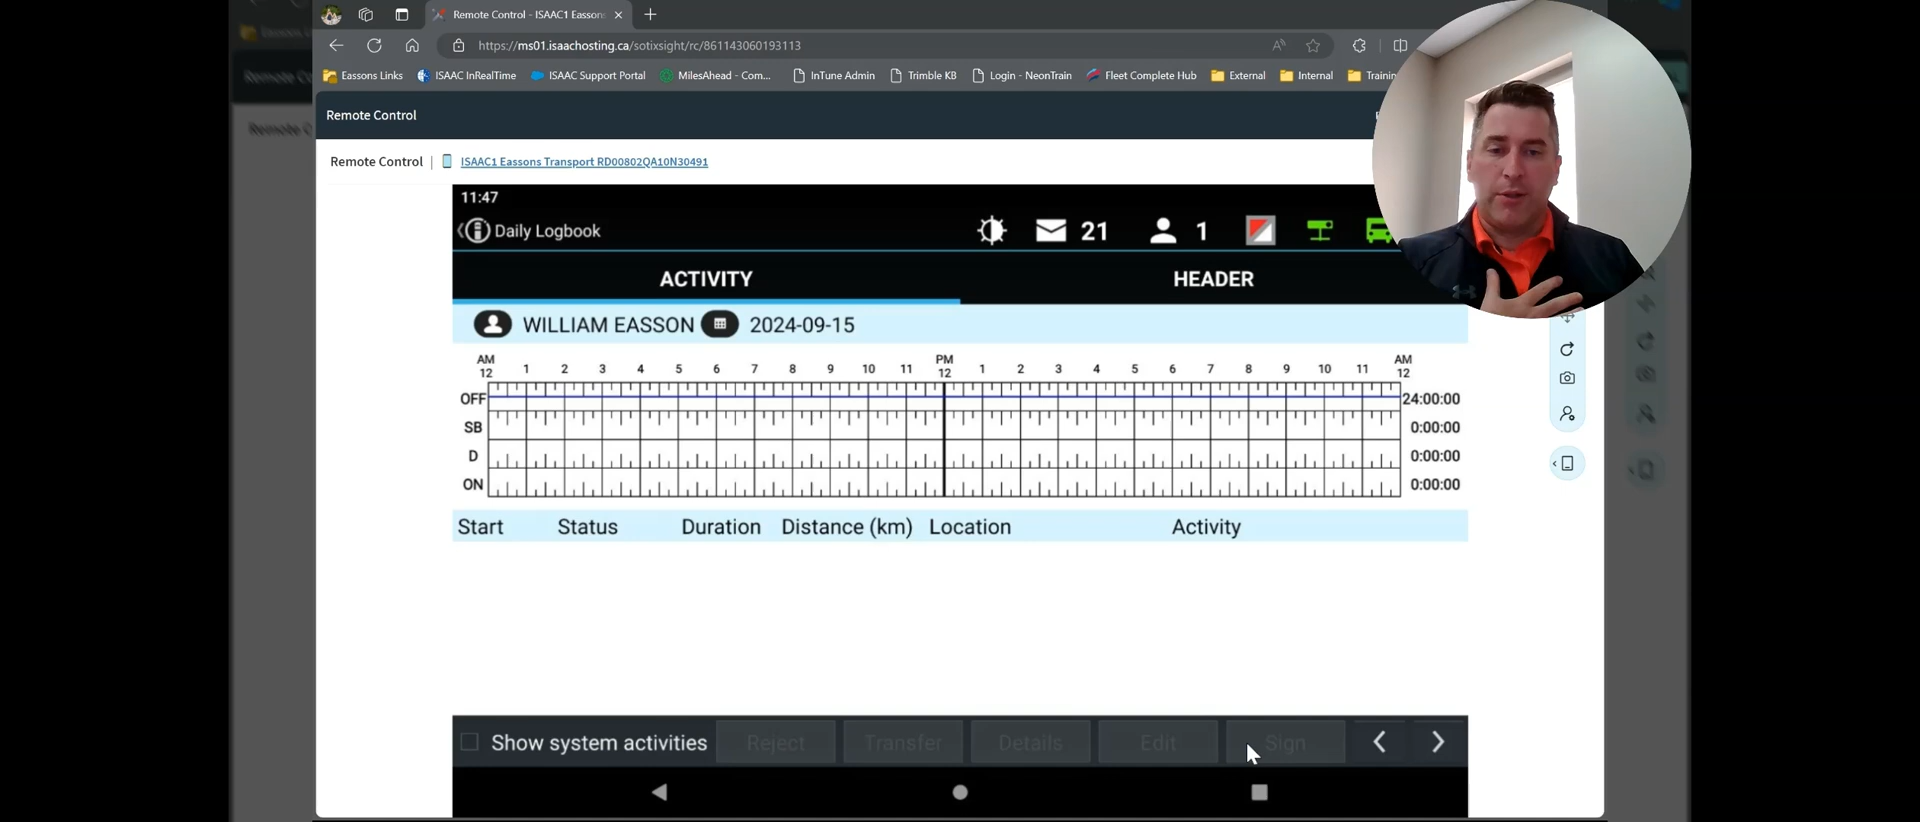 Remote Control - ISAAC1 Eassons
https://ms01.isaachosting.ca/sotixsight/rc/861143060193113
Eassons Links ISAAC InRealTime ISAAC Support Portal MilesAhead - Com... InTune Admin Trimble KB Login - NeonTrain Fleet Complete Hub External Internal Training
Remote Control
Remote Control | ISAAC1 Eassons Transport RD00802QA10N30491
11:47
Daily Logbook 21 1
ACTIVITY HEADER
WILLIAM EASSON 2024-09-15
AM 12 1 2 3 4 5 6 7 8 9 10 11 PM 12 1 2 3 4 5 6 7 8 9 10 11 AM 12
OFF 24:00:00
SB 0:00:00
D 0:00:00
ON 0:00:00
Start Status Duration Distance (km) Location Activity
Show system activities Reject Transfer Details Edit Sign